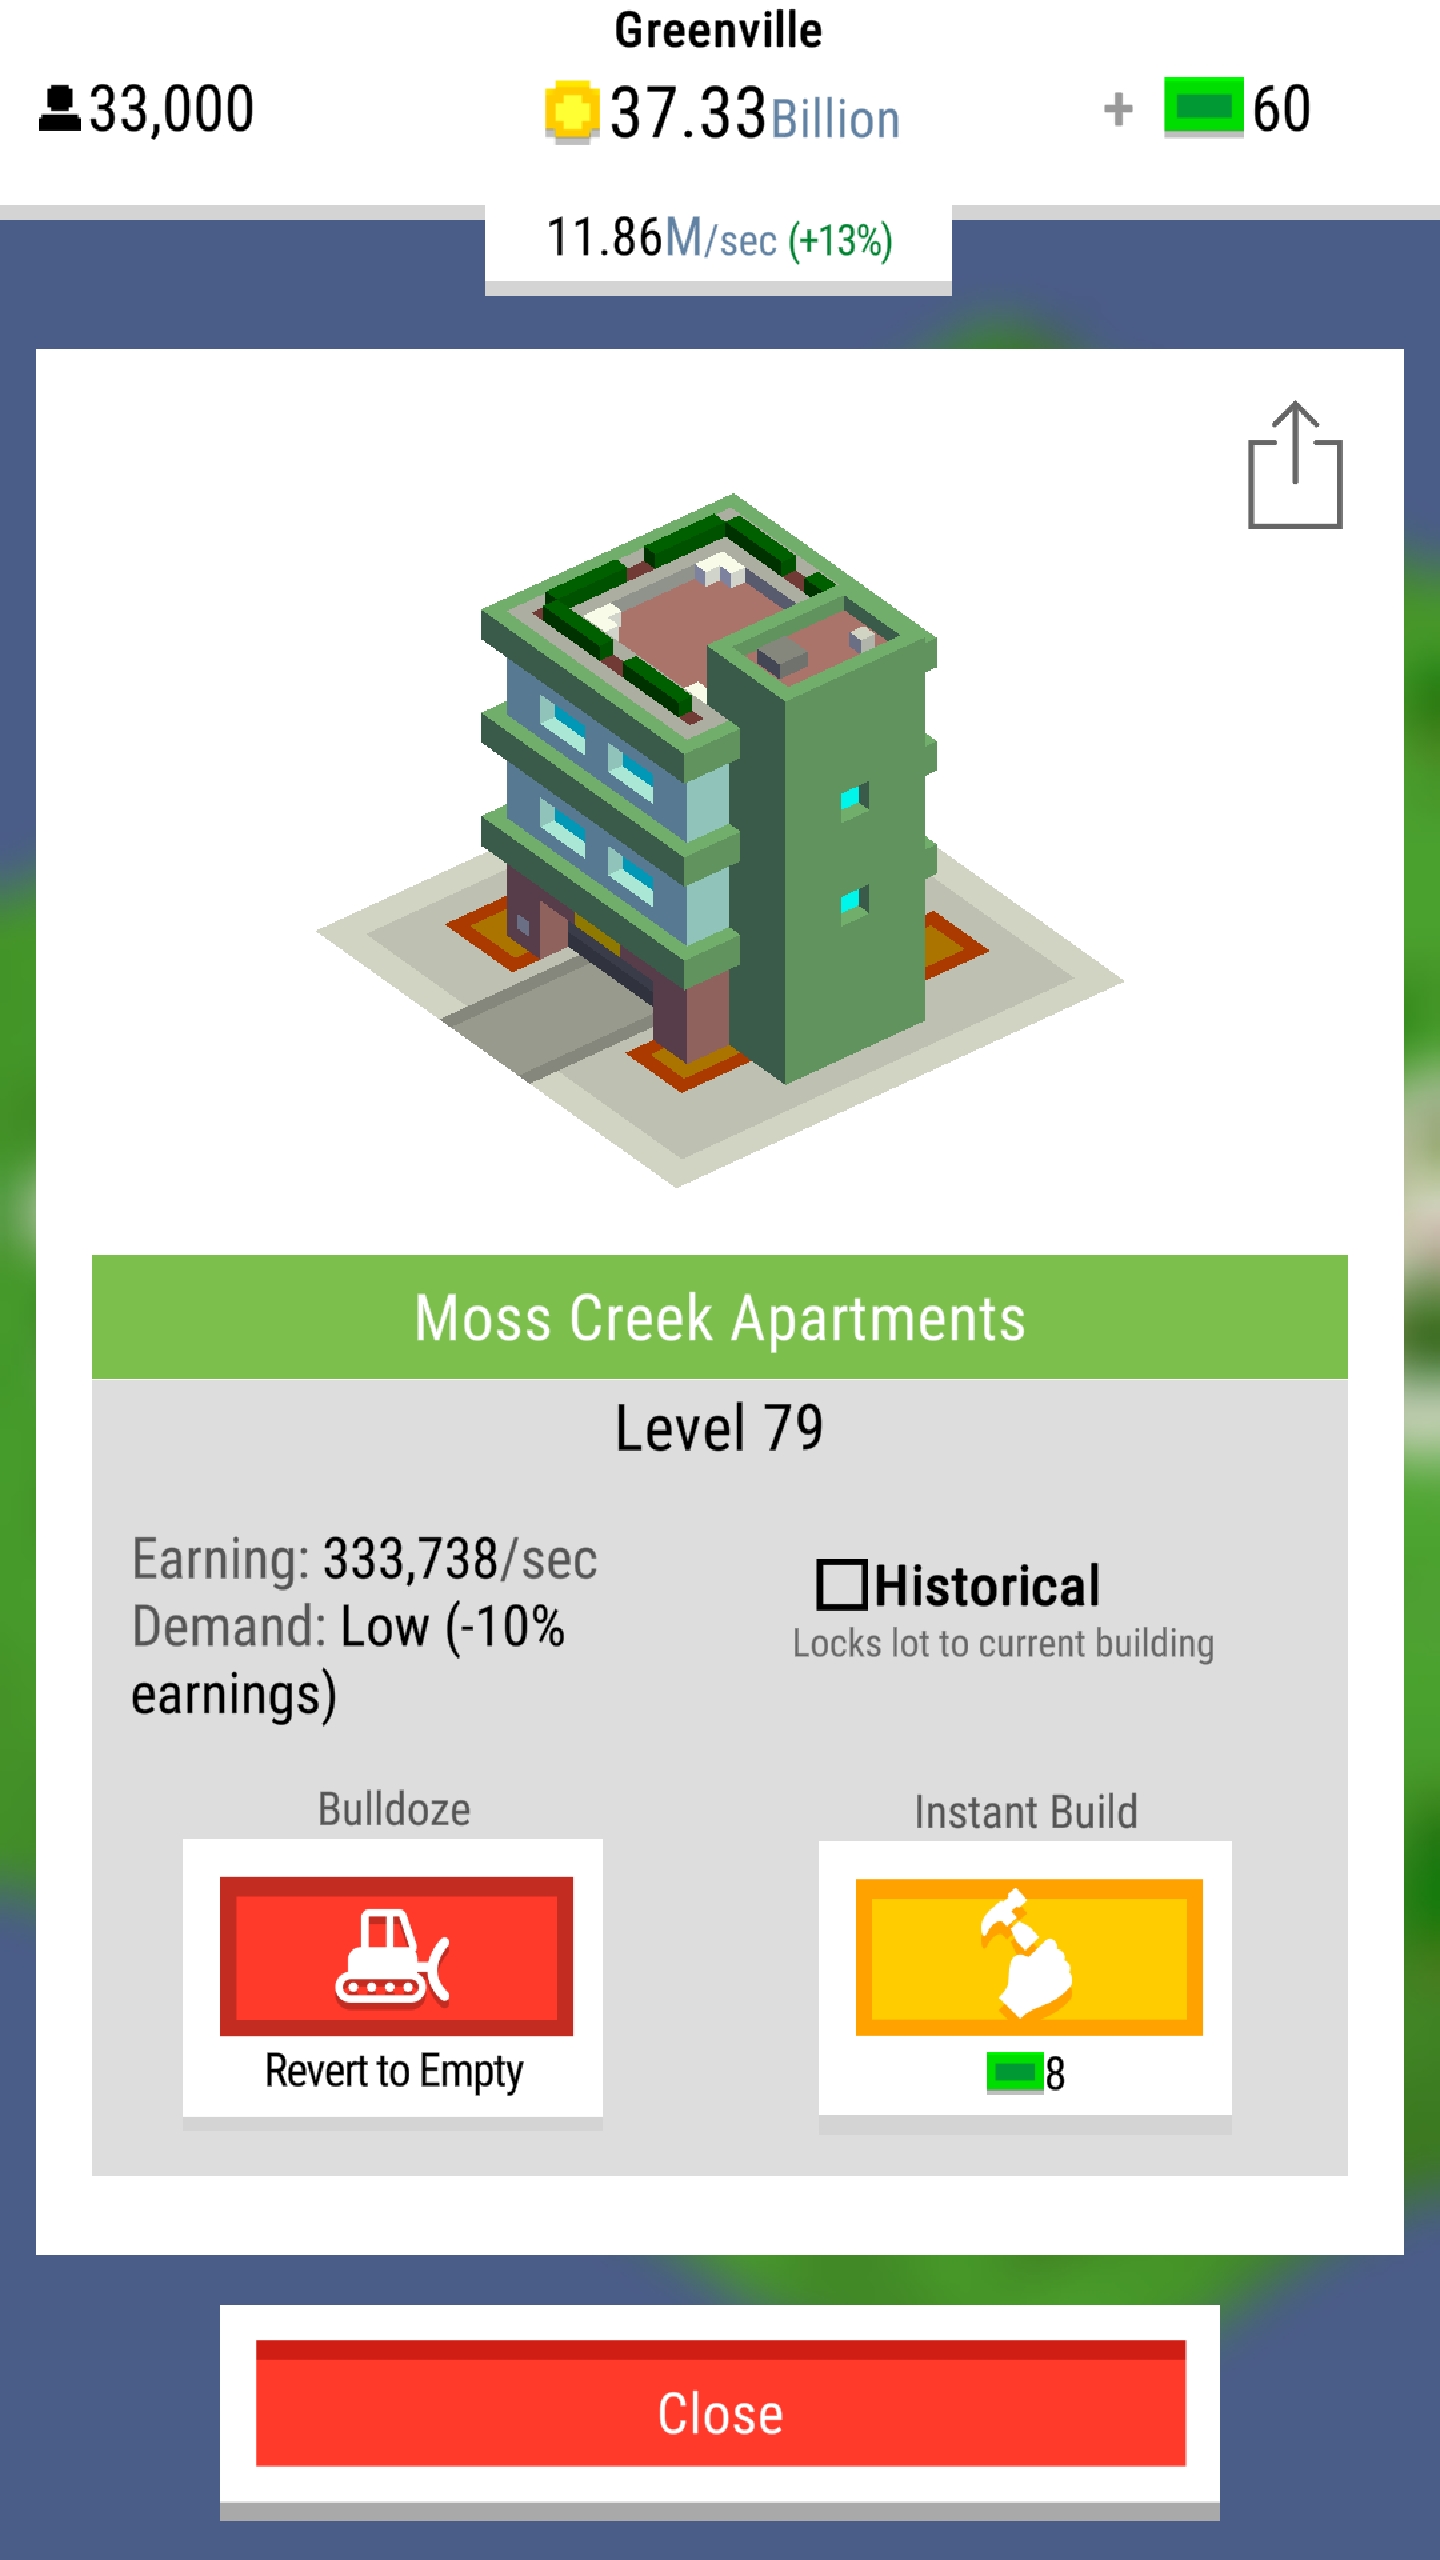 Greenville
33,000
37.33Billion
+ 60
11.86M/sec (+13%)
Moss Creek Apartments
Level 79
Earning: 333,738/sec
Demand: Low (-10%
earnings)
Historical
Locks lot to current building
Bulldoze
Revert to Empty
Instant Build
8
Close